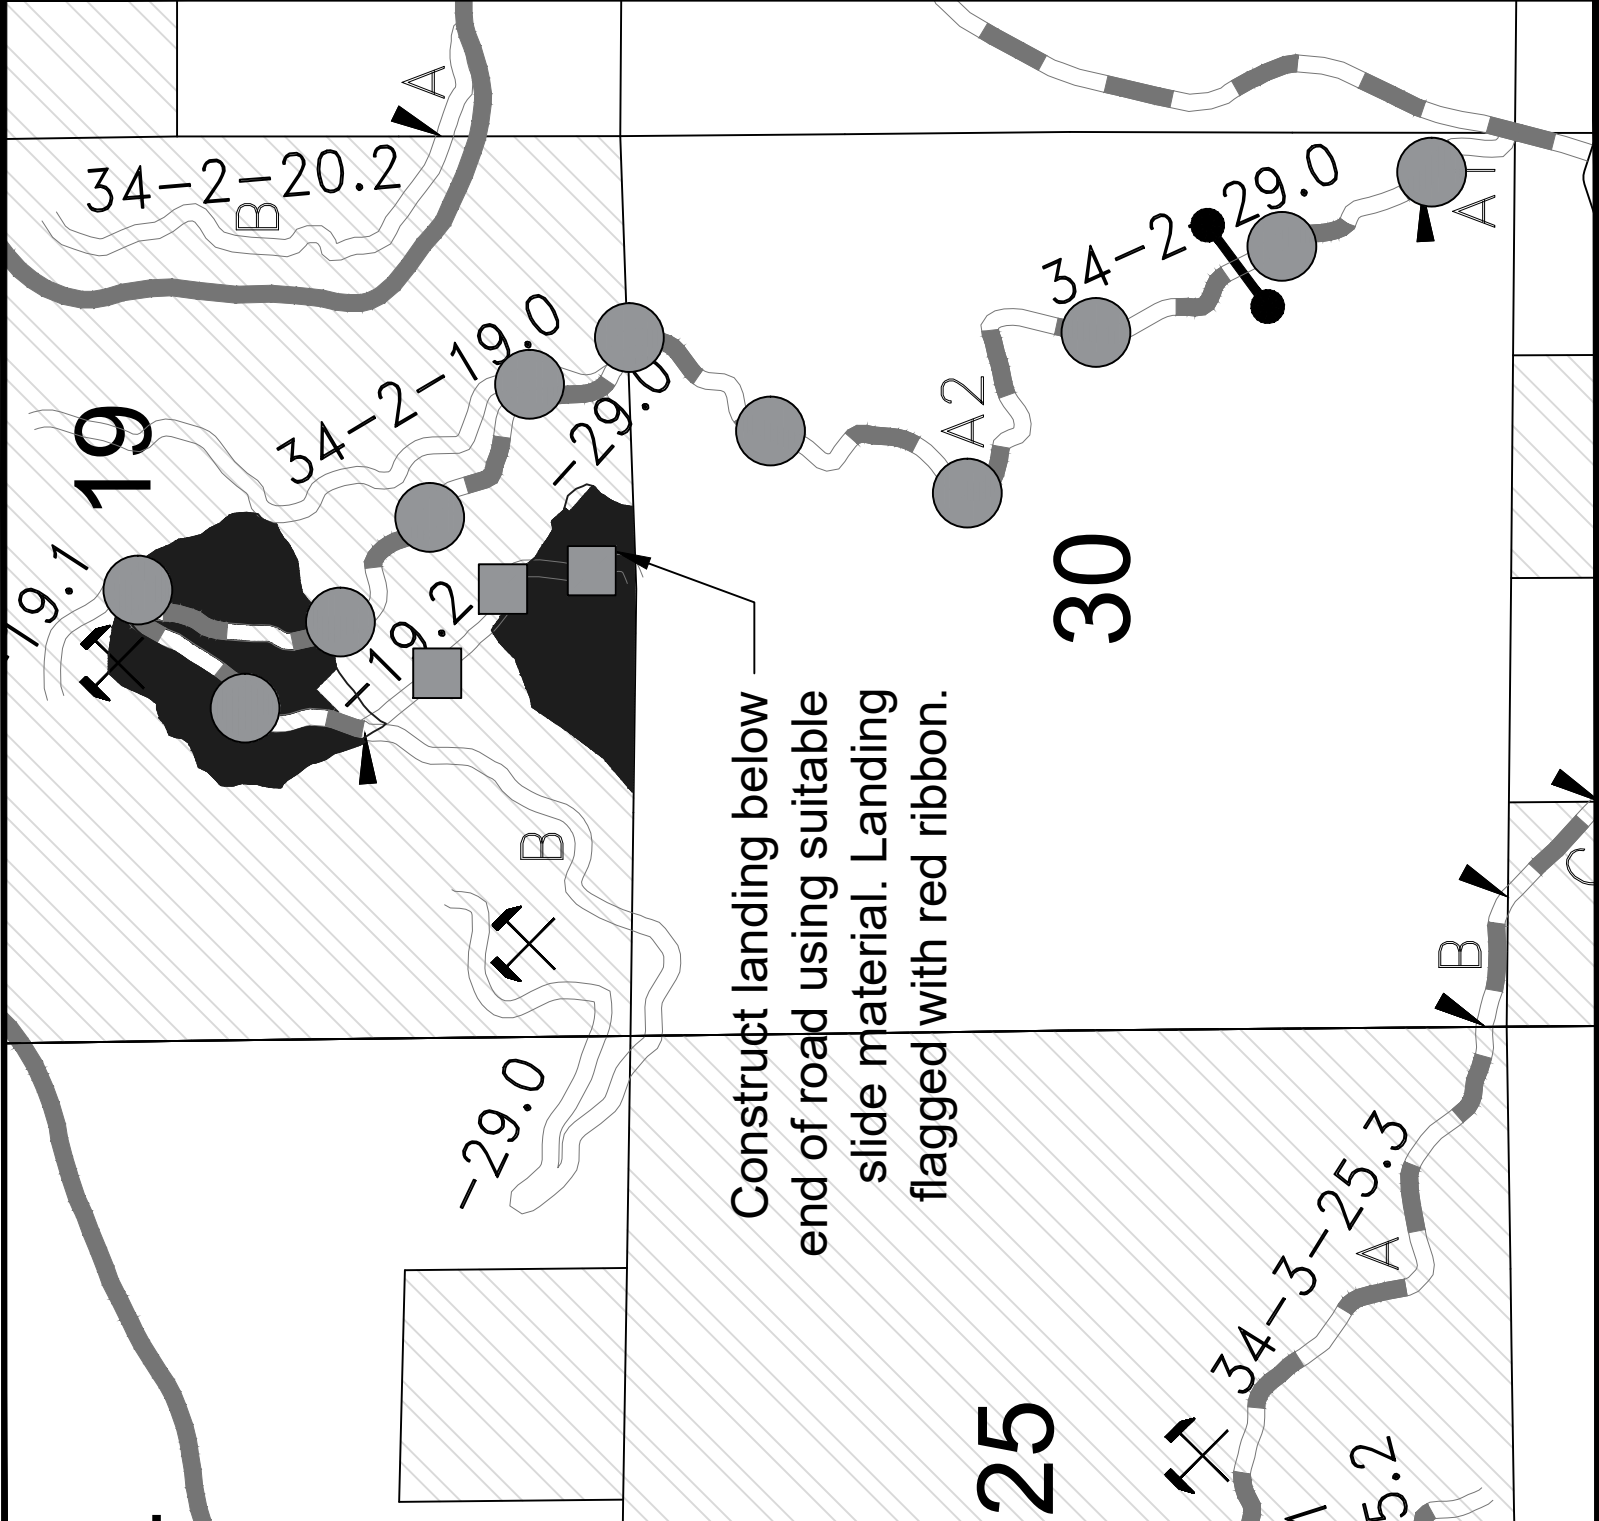 A
34-2-20.2
B
34-2-19.0
19
-29.0
19.1
-19.2
34-2-29.0
A1
A2
30
Construct landing below
end of road using suitable
slide material. Landing
flagged with red ribbon.
B
-29.0
B
C
34-3-25.3
A
25
5.2